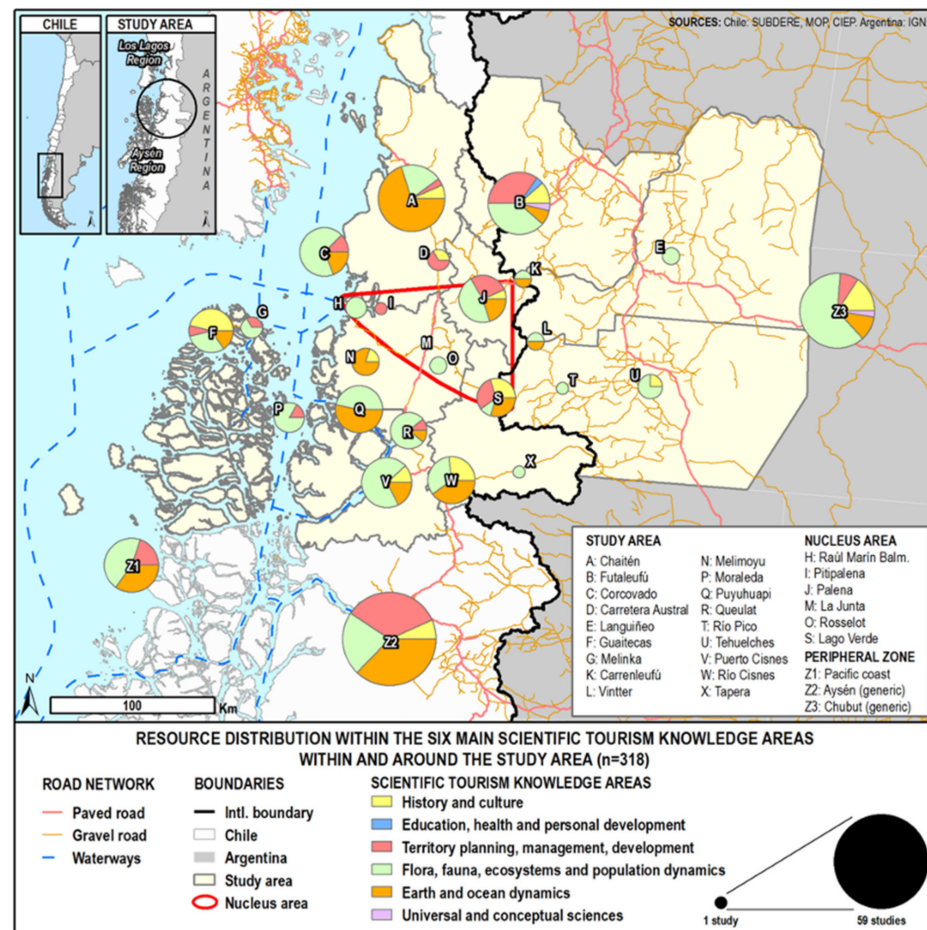 CHILE
STUDY AREA
SOURCES: Chile: SUBDERE, MOP, CIEP. Argentina: IGN
Los Lagos
Region
ARGENTINA
Aysén
Region
N
N
A
B
C
D
E
F
G
H
I
J
K
L
M
N
O
P
Q
R
S
T
U
V
W
X
Z1
Z2
Z3
N
100
Km
STUDY AREA
A: Chaitén
B: Futaleufú
C: Corcovado
D: Carretera Austral
E: Languiñeo
F: Guaitecas
G: Melinka
K: Carrenleufú
L: Vintter
N: Melimoyu
P: Moraleda
Q: Puyuhuapi
R: Queulat
T: Río Pico
U: Tehuelches
V: Puerto Cisnes
W: Río Cisnes
X: Tapera
NUCLEUS AREA
H: Raúl Marín Balm.
I: Pitipalena
J: Palena
M: La Junta
O: Rosselot
S: Lago Verde
PERIPHERAL ZONE
Z1: Pacific coast
Z2: Aysén (generic)
Z3: Chubut (generic)
RESOURCE DISTRIBUTION WITHIN THE SIX MAIN SCIENTIFIC TOURISM KNOWLEDGE AREAS
WITHIN AND AROUND THE STUDY AREA (n=318)
ROAD NETWORK
Paved road
Gravel road
Waterways
BOUNDARIES
Intl. boundary
Chile
Argentina
Study area
Nucleus area
SCIENTIFIC TOURISM KNOWLEDGE AREAS
History and culture
Education, health and personal development
Territory planning, management, development
Flora, fauna, ecosystems and population dynamics
Earth and ocean dynamics
Universal and conceptual sciences
1 study
59 studies